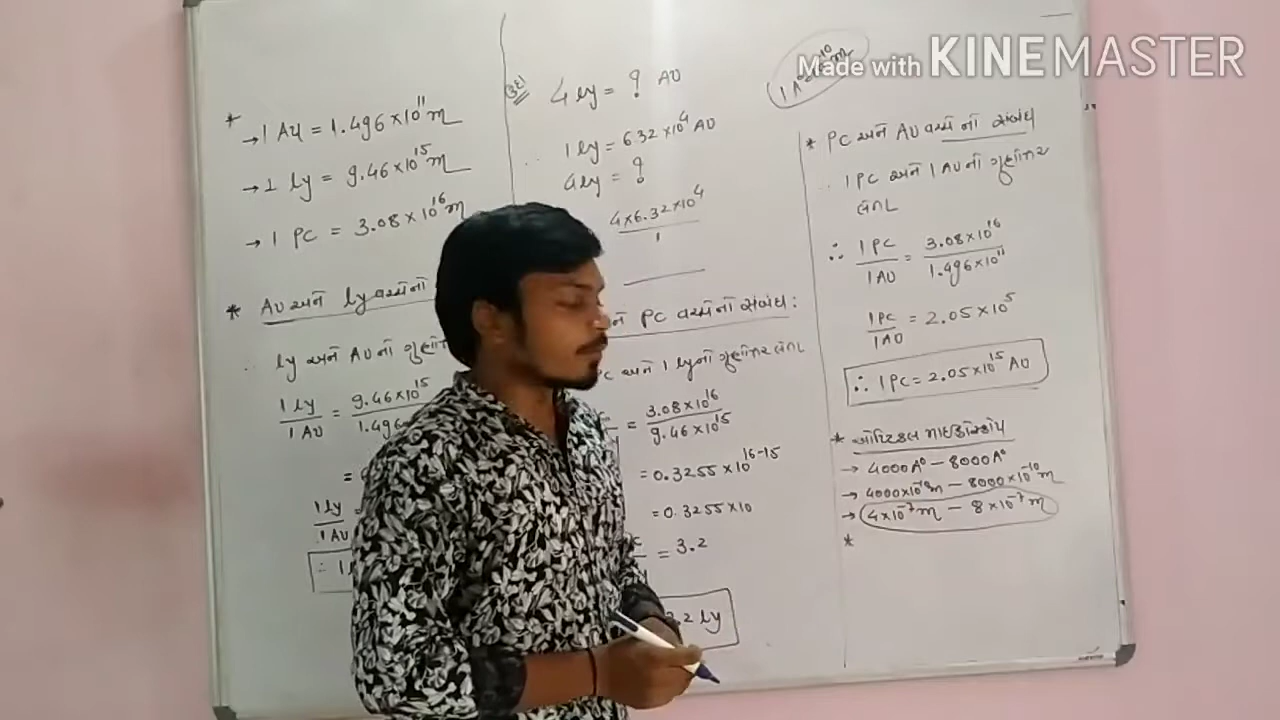 Made with KINEMASTER
* → 1 AU = 1.496×10¹¹ m
→ 1 ly = 9.46×10¹⁵ m
→ 1 PC = 3.08×10¹⁶ m
* AU અને ly વચ્ચેનો
∴ ly અને AU નો
1 ly / 1 AU = 9.46×10¹⁵ / 1.496
1 ly / 1 AU =
∴ 1
ઉદા 4 ly = ? AU
∴ 1 ly = 6.32×10⁴ AU
4 ly = ?
4×6.32×10⁴ / 1
PC વચ્ચેનો સંબંધ :
અને 1 ly નો ગુણોત્તર લેતાં
= 3.08×10¹⁶ / 9.46×10¹⁵
= 0.3255×10¹⁶⁻¹⁵
= 0.3255×10
= 3.2
3.2 ly
* PC અને AU વચ્ચેનો સંબંધ
∴ 1 PC અને 1 AU નો ગુણોત્તર
લેતાં
∴ 1 PC / 1 AU = 3.08×10¹⁶ / 1.496×10¹¹
1 PC / 1 AU = 2.05×10⁵
∴ 1 PC = 2.05×10¹⁵ AU
* ઓપ્ટિકલ માઈક્રોસ્કોપ
→ 4000 A° – 8000 A°
→ 4000×10⁻¹⁰ m – 8000×10⁻¹⁰ m
→ 4×10⁻⁷ m – 8×10⁻⁷ m
*